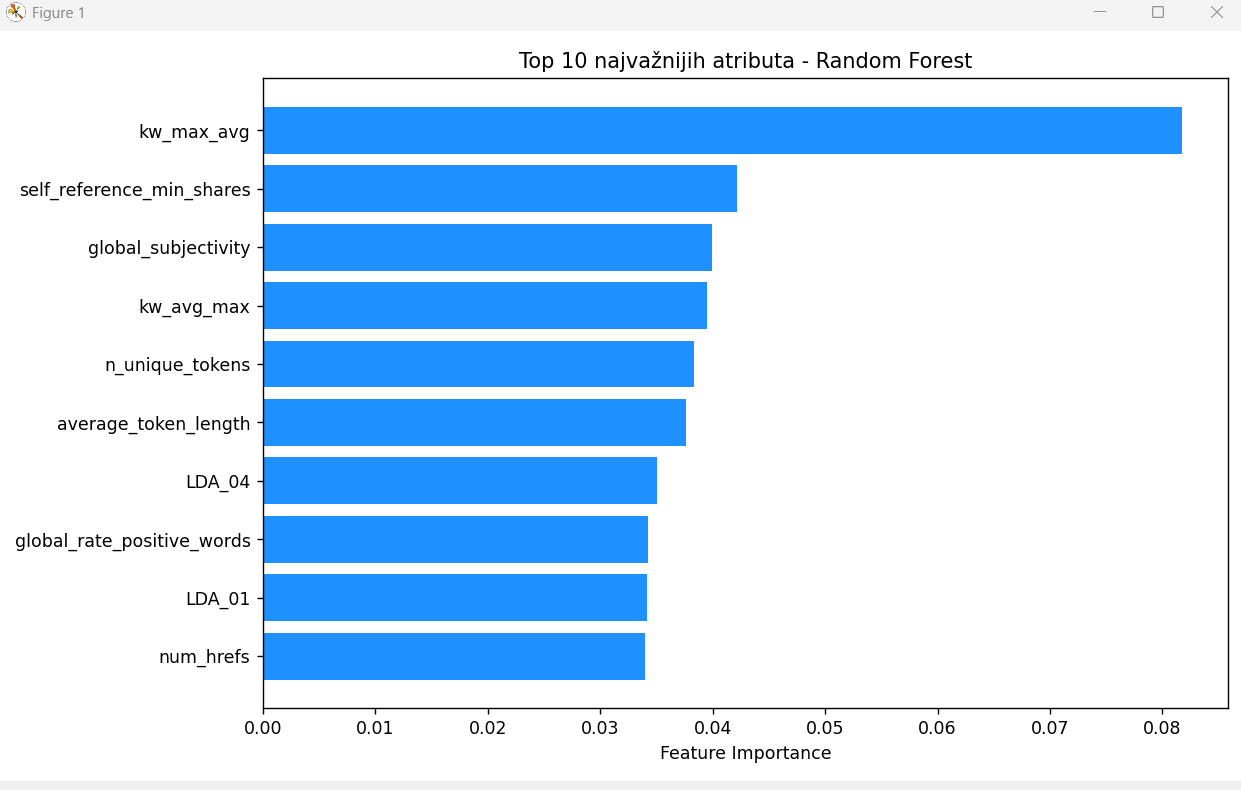 Figure 1
Top 10 najvažnijih atributa - Random Forest
kw_max_avg
self_reference_min_shares
global_subjectivity
kw_avg_max
n_unique_tokens
average_token_length
LDA_04
global_rate_positive_words
LDA_01
num_hrefs
0.00 0.01 0.02 0.03 0.04 0.05 0.06 0.07 0.08
Feature Importance